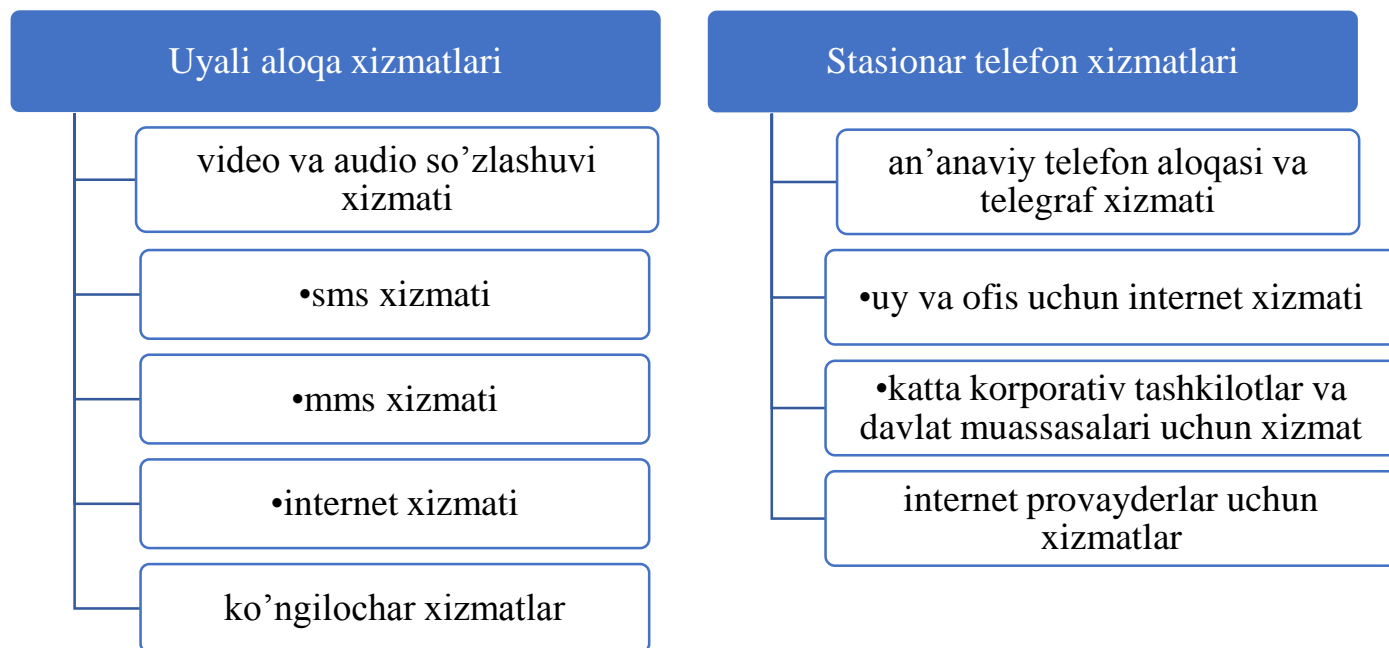 Uyali aloqa xizmatlari
video va audio so’zlashuvi
xizmati
•sms xizmati
•mms xizmati
•internet xizmati
ko’ngilochar xizmatlar
Stasionar telefon xizmatlari
an’anaviy telefon aloqasi va
telegraf xizmati
•uy va ofis uchun internet xizmati
•katta korporativ tashkilotlar va
davlat muassasalari uchun xizmat
internet provayderlar uchun
xizmatlar